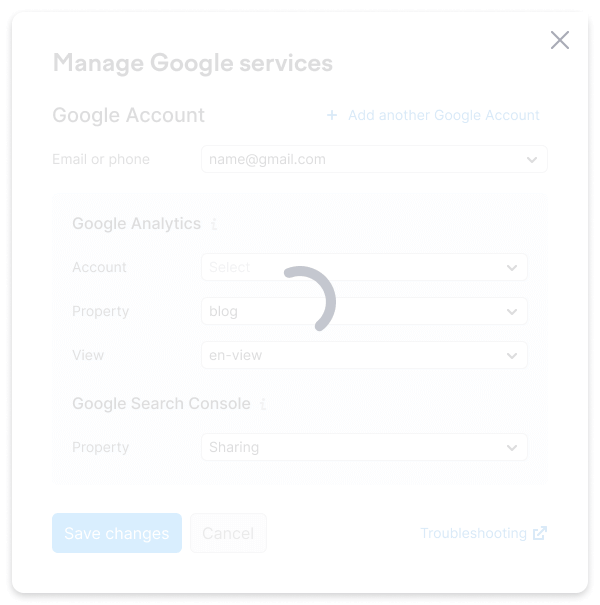 Manage Google services
Google Account
+ Add another Google Account
Email or phone
name@gmail.com
Google Analytics i
Account
Select
Property
blog
View
en-view
Google Search Console i
Property
Sharing
Save changes
Cancel
Troubleshooting